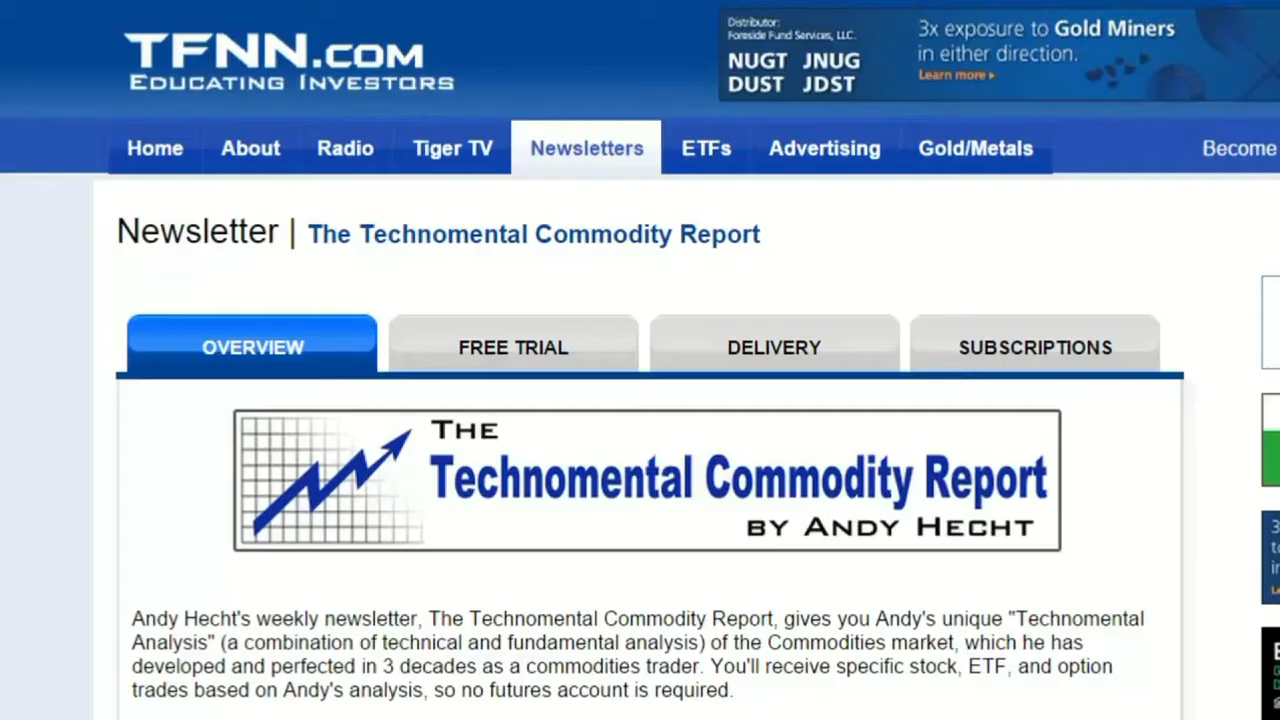 TFNN.COM
EDUCATING INVESTORS
Distributor:
Foreside Fund Services, LLC.
NUGT JNUG
DUST JDST
3x exposure to Gold Miners
in either direction.
Learn more
Home About Radio Tiger TV Newsletters ETFs Advertising Gold/Metals Become
Newsletter | The Technomental Commodity Report
OVERVIEW FREE TRIAL DELIVERY SUBSCRIPTIONS
THE
Technomental Commodity Report
BY ANDY HECHT
Andy Hecht's weekly newsletter, The Technomental Commodity Report, gives you Andy's unique "Technomental
Analysis" (a combination of technical and fundamental analysis) of the Commodities market, which he has
developed and perfected in 3 decades as a commodities trader. You'll receive specific stock, ETF, and option
trades based on Andy's analysis, so no futures account is required.